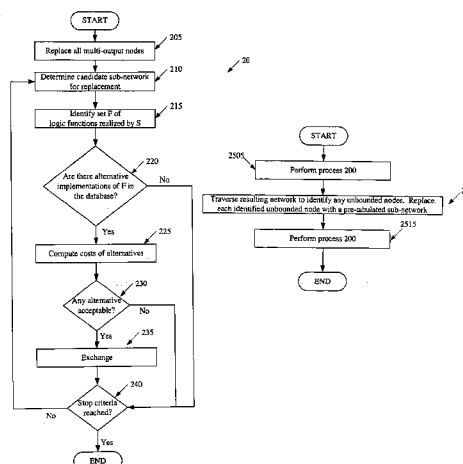 START
Replace all multi-output nodes
205
Determine candidate sub-network
for replacement
210
20
Identify set P of
logic functions realized by S
215
Are there alternative
implementations of F in
the database?
220
No
Yes
Compute costs of alternatives
225
Any alternative
acceptable?
230
No
Yes
Exchange
235
Stop criteria
reached?
240
No
Yes
END
START
2505
Perform process 200
Traverse resulting network to identify any unbounded nodes. Replace
each identified unbounded node with a pre-tabulated sub-network
2515
Perform process 200
END